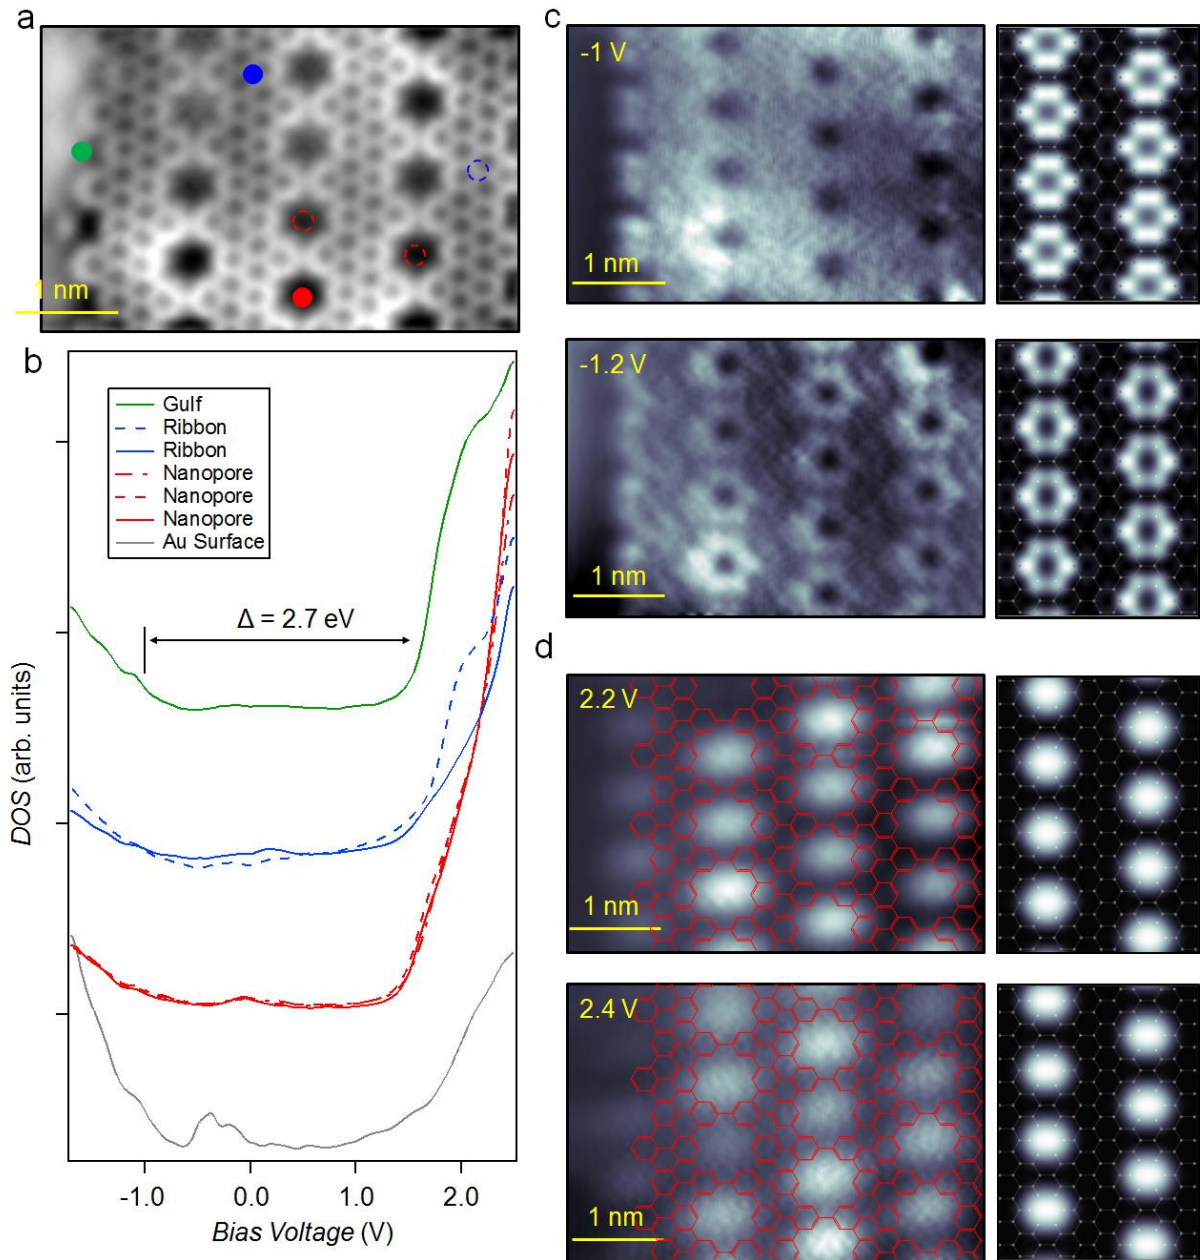 a
1 nm
b
Gulf
Ribbon
Ribbon
Nanopore
Nanopore
Nanopore
Au Surface
Δ = 2.7 eV
DOS (arb. units)
-1.0 0.0 1.0 2.0
Bias Voltage (V)
c
-1 V
1 nm
-1.2 V
1 nm
d
2.2 V
1 nm
2.4 V
1 nm